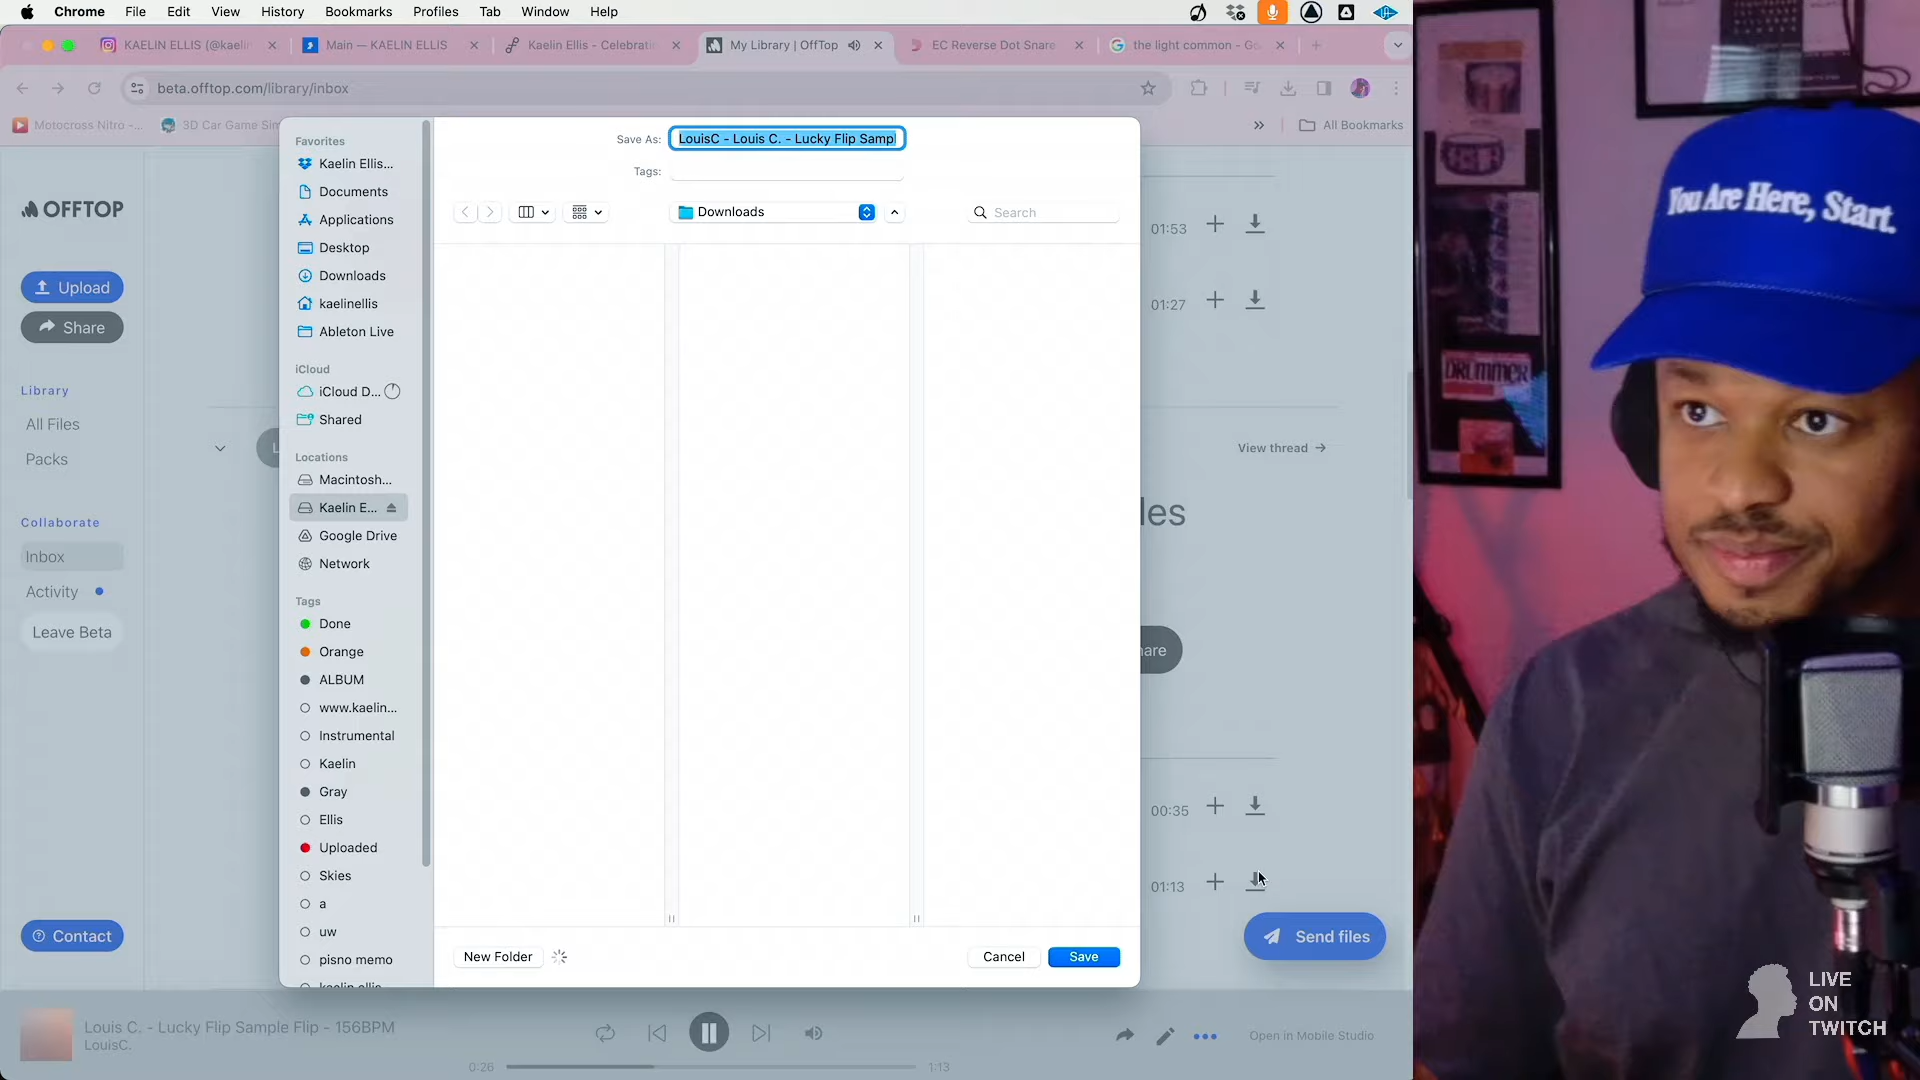 Chrome File Edit View History Bookmarks Profiles Tab Window Help
KAELIN ELLIS (@kaelin
Main — KAELIN ELLIS
Kaelin Ellis - Celebrati
My Library | OffTop
EC Reverse Dot Snare
the light common - Go
beta.offtop.com/library/inbox
Motocross Nitro -...
3D Car Game Sim
All Bookmarks
OFFTOP
Upload
Share
Library
All Files
Packs
Collaborate
Inbox
Activity
Leave Beta
Contact
Favorites
Kaelin Ellis...
Documents
Applications
Desktop
Downloads
kaelinellis
Ableton Live
iCloud
iCloud D...
Shared
Locations
Macintosh...
Kaelin E...
Google Drive
Network
Tags
Done
Orange
ALBUM
www.kaelin...
Instrumental
Kaelin
Gray
Ellis
Uploaded
Skies
a
uw
pisno memo
kaelin ellis
Save As: LouisC - Louis C. - Lucky Flip Samp
Tags:
Downloads
Search
New Folder
Cancel
Save
01:53
01:27
View thread →
les
are
00:35
01:13
Send files
Louis C. - Lucky Flip Sample Flip - 156BPM
LouisC.
0:26
1:13
Open in Mobile Studio
You Are Here, Start.
DRUMMER
LIVE
ON
TWITCH